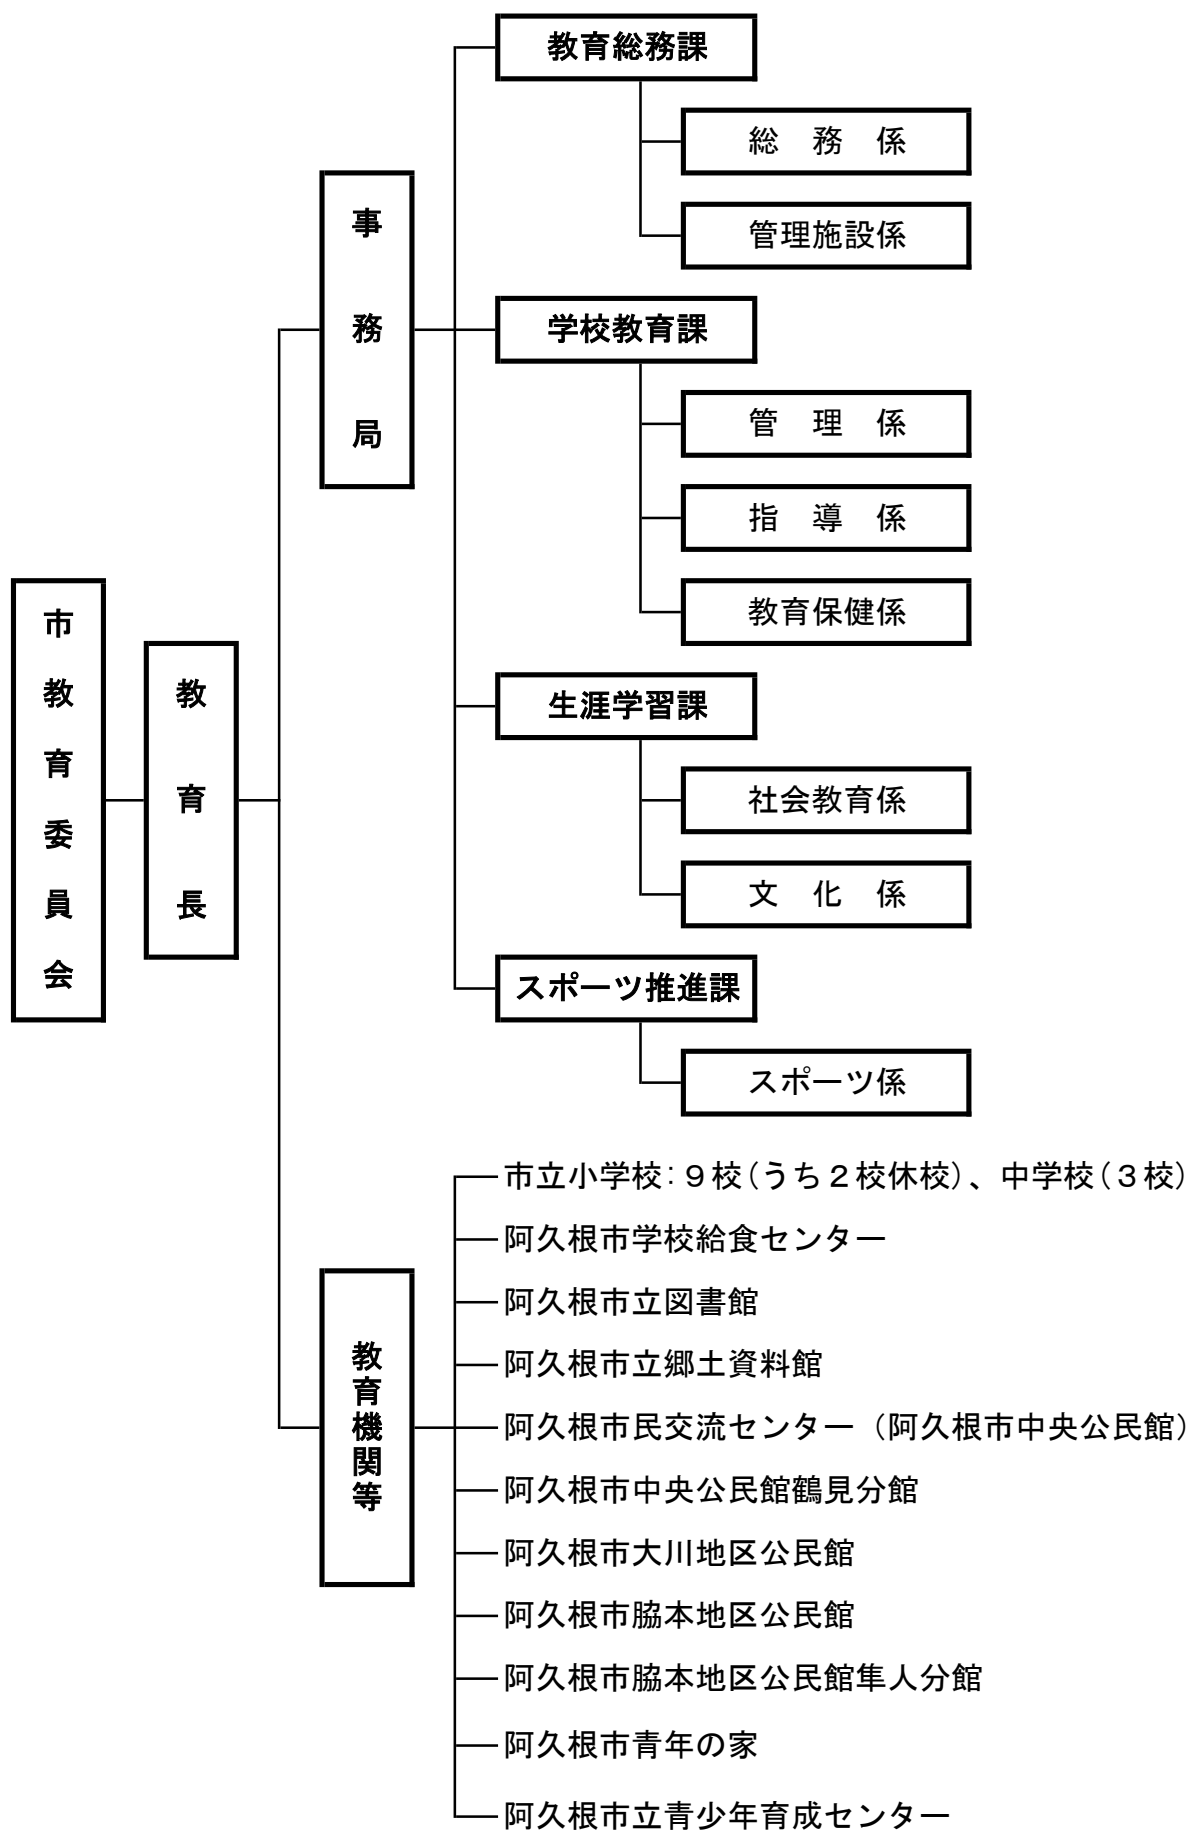 市教育委員会
教育長
事務局
教育総務課
総　務　係
管理施設係
学校教育課
管　理　係
指　導　係
教育保健係
生涯学習課
社会教育係
文　化　係
スポーツ推進課
スポーツ係
教育機関等
市立小学校：９校（うち２校休校）、中学校（３校）
阿久根市学校給食センター
阿久根市立図書館
阿久根市立郷土資料館
阿久根市民交流センター（阿久根市中央公民館）
阿久根市中央公民館鶴見分館
阿久根市大川地区公民館
阿久根市脇本地区公民館
阿久根市脇本地区公民館隼人分館
阿久根市青年の家
阿久根市立青少年育成センター